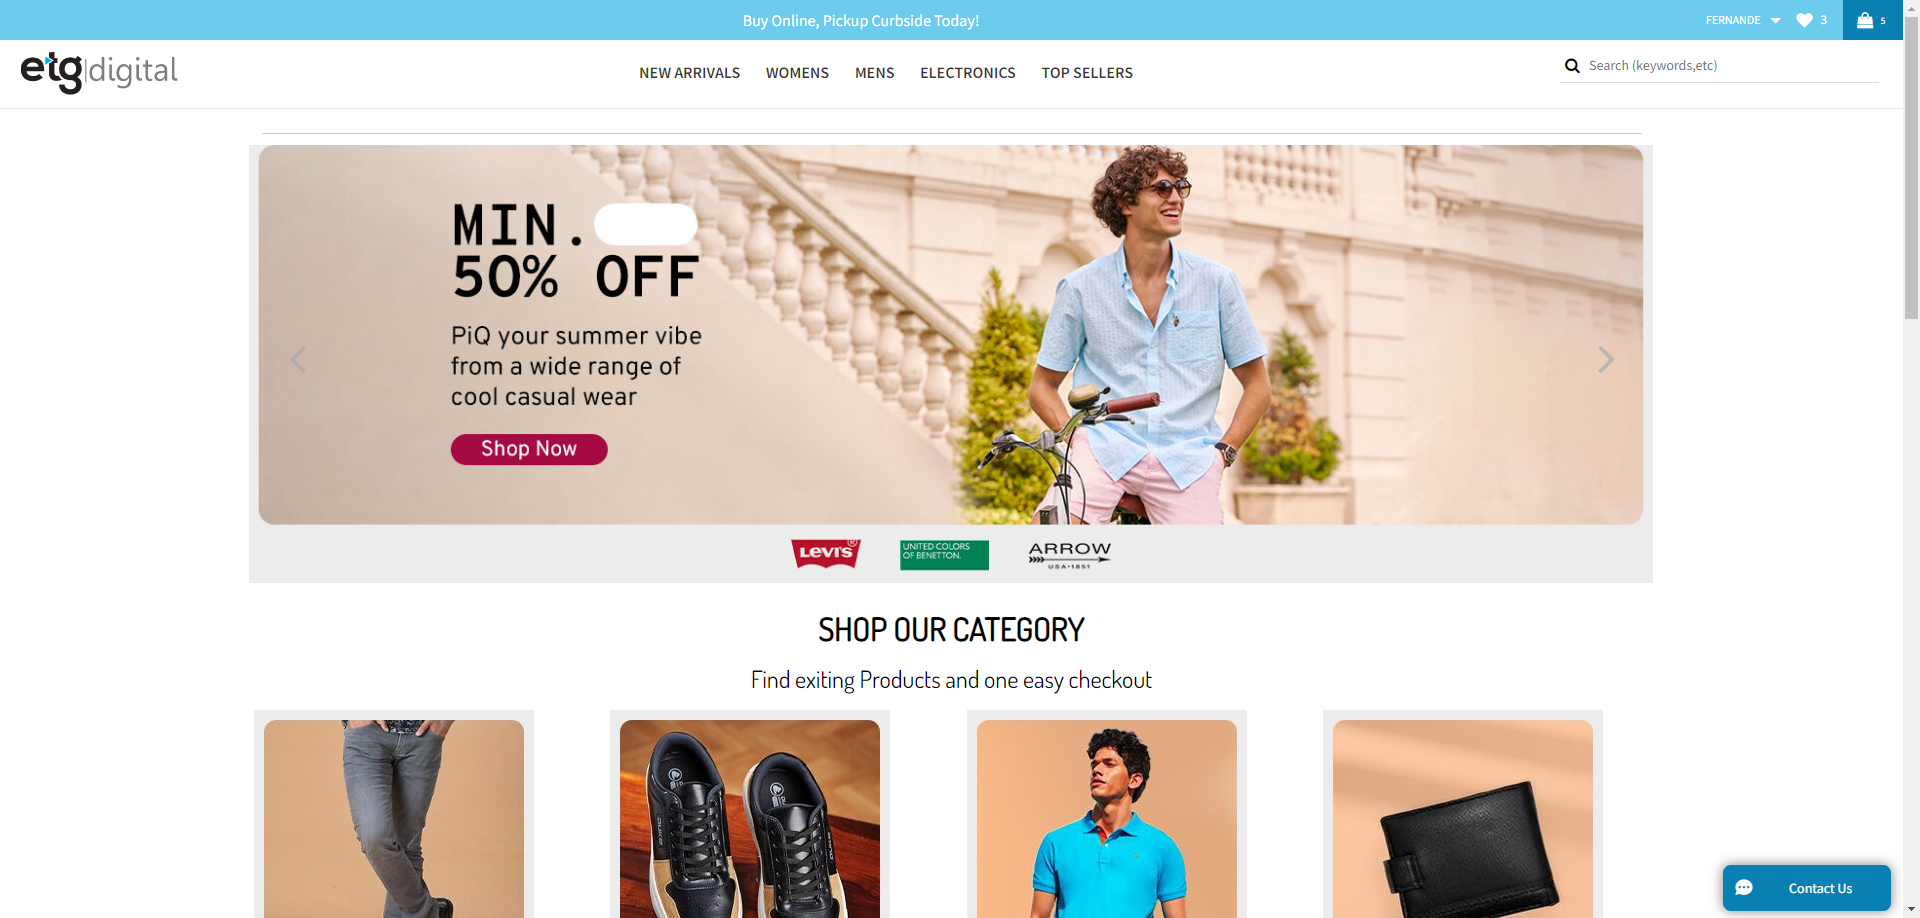 Buy Online, Pickup Curbside Today!
FERNANDE
3
5
etg|digital
NEW ARRIVALS
WOMENS
MENS
ELECTRONICS
TOP SELLERS
Search (keywords,etc)
MIN.
50% OFF
PiQ your summer vibe
from a wide range of
cool casual wear
Shop Now
LEVI'S®
UNITED COLORS
OF BENETTON.
ARROW
USA•1851
SHOP OUR CATEGORY
Find exiting Products and one easy checkout
Contact Us